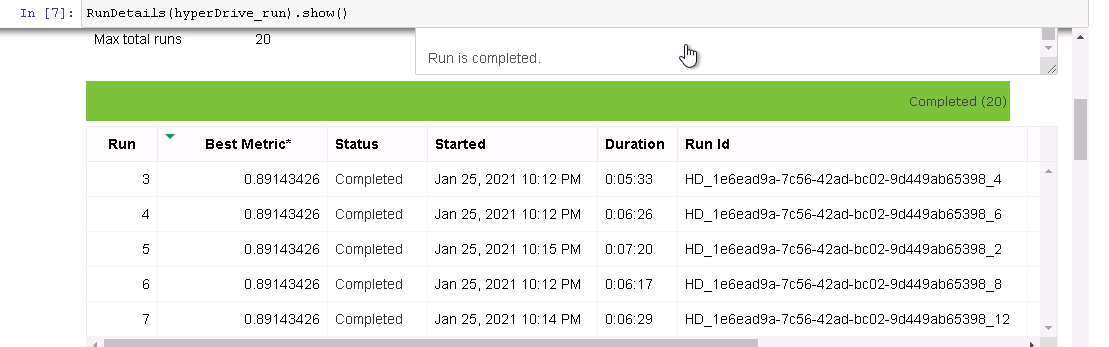 In [7]: RunDetails(hyperDrive_run).show()
Max total runs 20
Run is completed.
Completed (20)
Run Best Metric* Status Started Duration Run Id
3 0.89143426 Completed Jan 25, 2021 10:12 PM 0:05:33 HD_1e6ead9a-7c56-42ad-bc02-9d449ab65398_4
4 0.89143426 Completed Jan 25, 2021 10:12 PM 0:06:26 HD_1e6ead9a-7c56-42ad-bc02-9d449ab65398_6
5 0.89143426 Completed Jan 25, 2021 10:15 PM 0:07:20 HD_1e6ead9a-7c56-42ad-bc02-9d449ab65398_2
6 0.89143426 Completed Jan 25, 2021 10:12 PM 0:06:17 HD_1e6ead9a-7c56-42ad-bc02-9d449ab65398_8
7 0.89143426 Completed Jan 25, 2021 10:14 PM 0:06:29 HD_1e6ead9a-7c56-42ad-bc02-9d449ab65398_12